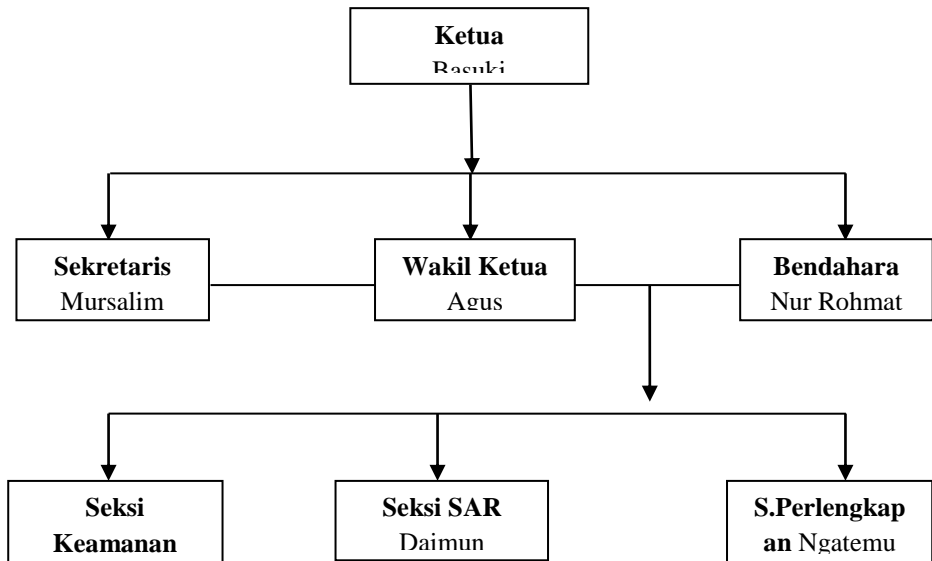 Ketua
Basuki
Sekretaris
Mursalim
Wakil Ketua
Agus
Bendahara
Nur Rohmat
Seksi
Keamanan
Seksi SAR
Daimun
S.Perlengkap
an Ngatemu